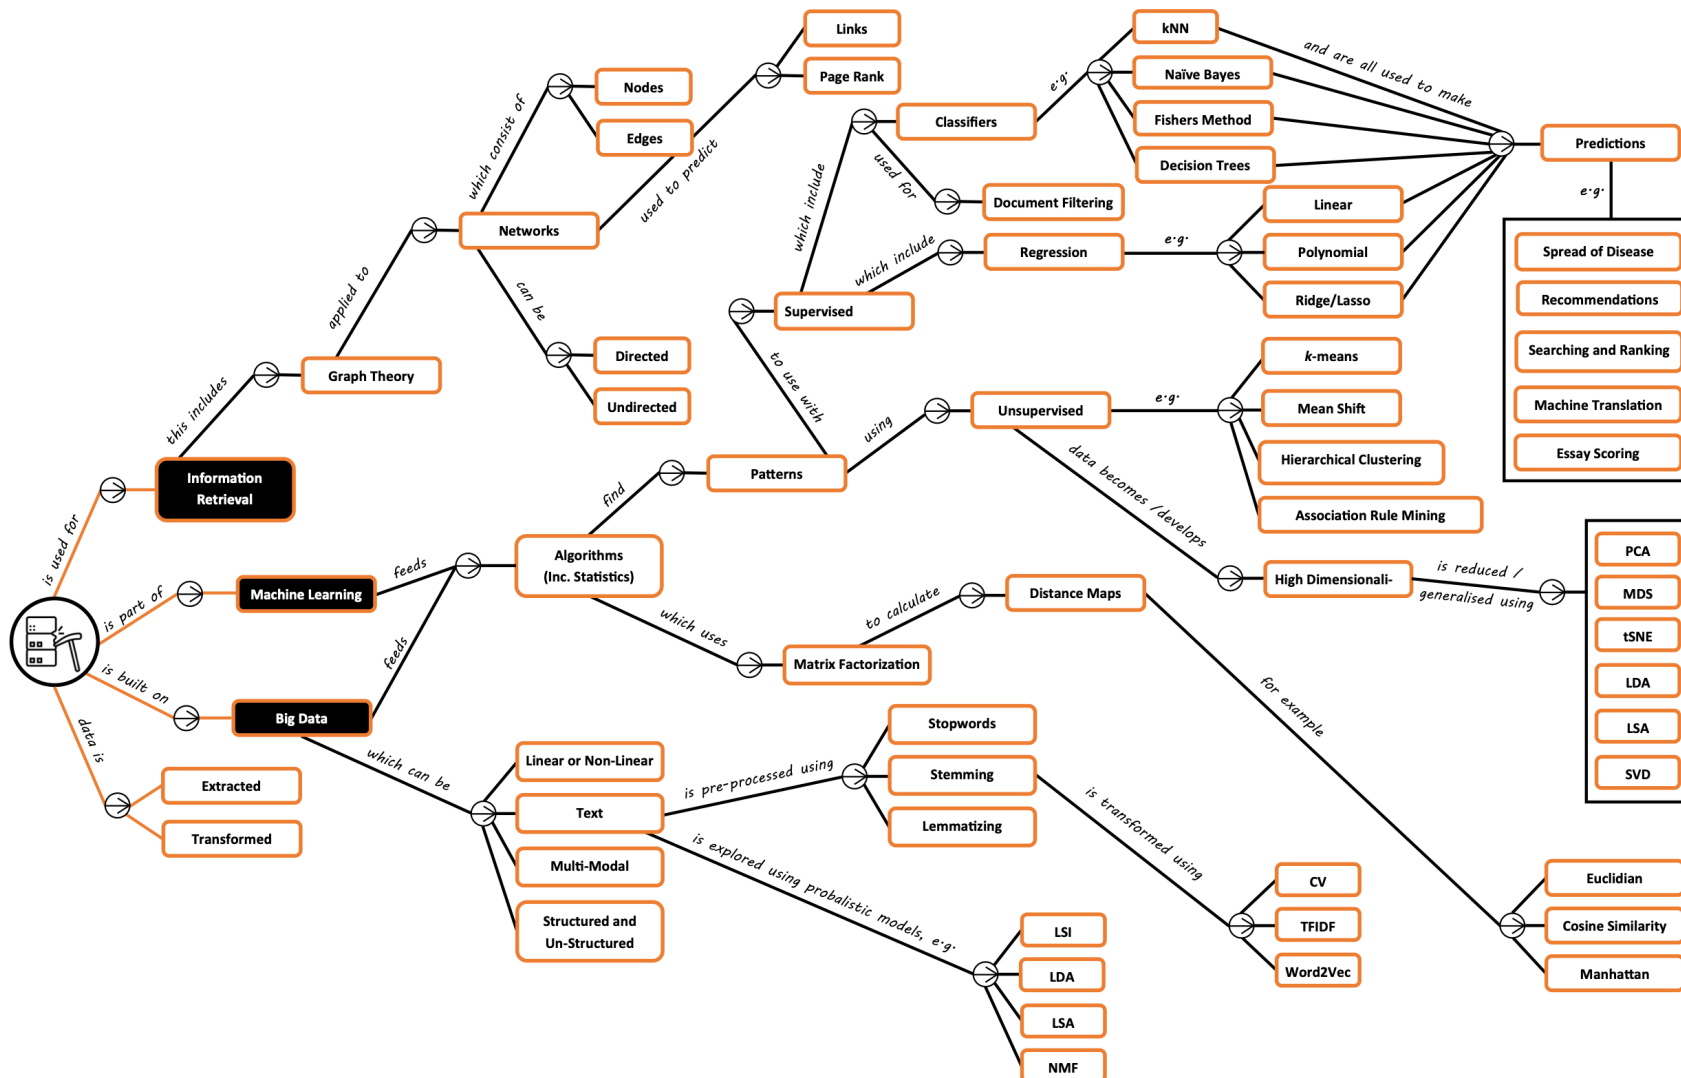 Links
Page Rank
which consist of
Nodes
Edges
used to predict
Networks
can be
Directed
Undirected
applied to
Graph Theory
this includes
Information
Retrieval
is used for
is part of
Machine Learning
feeds
is built on
Big Data
feeds
data is
Extracted
Transformed
kNN
Naïve Bayes
Fishers Method
Decision Trees
e.g.
Classifiers
and are all used to make
Predictions
e.g.
Spread of Disease
Recommendations
Searching and Ranking
Machine Translation
Essay Scoring
which include
used for
Document Filtering
which include
Regression
e.g.
Linear
Polynomial
Ridge/Lasso
Supervised
to use with
Patterns
using
Unsupervised
e.g.
k-means
Mean Shift
Hierarchical Clustering
Association Rule Mining
data becomes /develops
High Dimensionali-
is reduced /
generalised using
PCA
MDS
tSNE
LDA
LSA
SVD
find
Algorithms
(Inc. Statistics)
which uses
Matrix Factorization
to calculate
Distance Maps
for example
Euclidian
Cosine Similarity
Manhattan
which can be
Linear or Non-Linear
Text
Multi-Modal
Structured and
Un-Structured
is pre-processed using
Stopwords
Stemming
Lemmatizing
is transformed using
CV
TFIDF
Word2Vec
is explored using probalistic models, e.g.
LSI
LDA
LSA
NMF